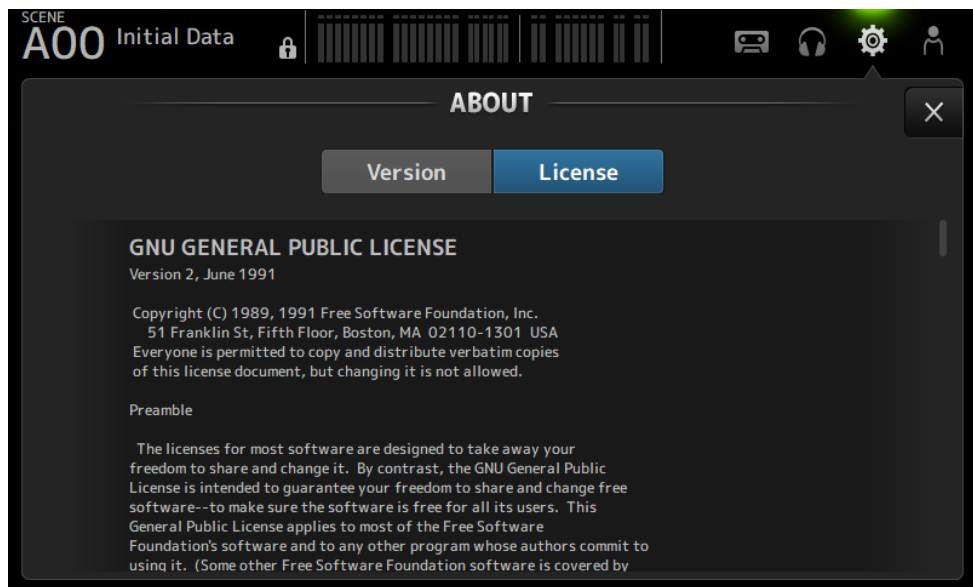 SCENE
A00 Initial Data
ABOUT
Version License
GNU GENERAL PUBLIC LICENSE
Version 2, June 1991
Copyright (C) 1989, 1991 Free Software Foundation, Inc.
51 Franklin St, Fifth Floor, Boston, MA 02110-1301 USA
Everyone is permitted to copy and distribute verbatim copies
of this license document, but changing it is not allowed.
Preamble
The licenses for most software are designed to take away your
freedom to share and change it. By contrast, the GNU General Public
License is intended to guarantee your freedom to share and change free
software--to make sure the software is free for all its users. This
General Public License applies to most of the Free Software
Foundation's software and to any other program whose authors commit to
using it. (Some other Free Software Foundation software is covered by